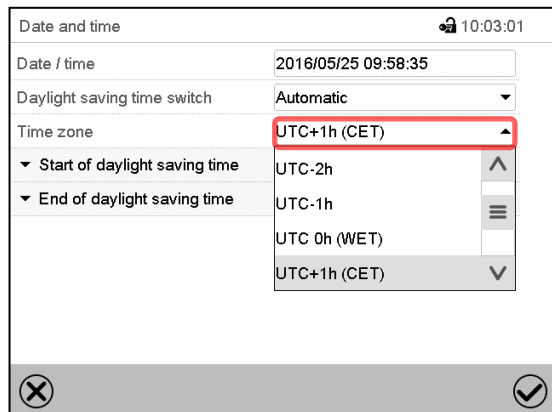 Date and time 10:03:01
Date / time 2016/05/25 09:58:35
Daylight saving time switch Automatic
Time zone UTC+1h (CET)
Start of daylight saving time
UTC-2h
End of daylight saving time
UTC-1h
UTC 0h (WET)
UTC+1h (CET)